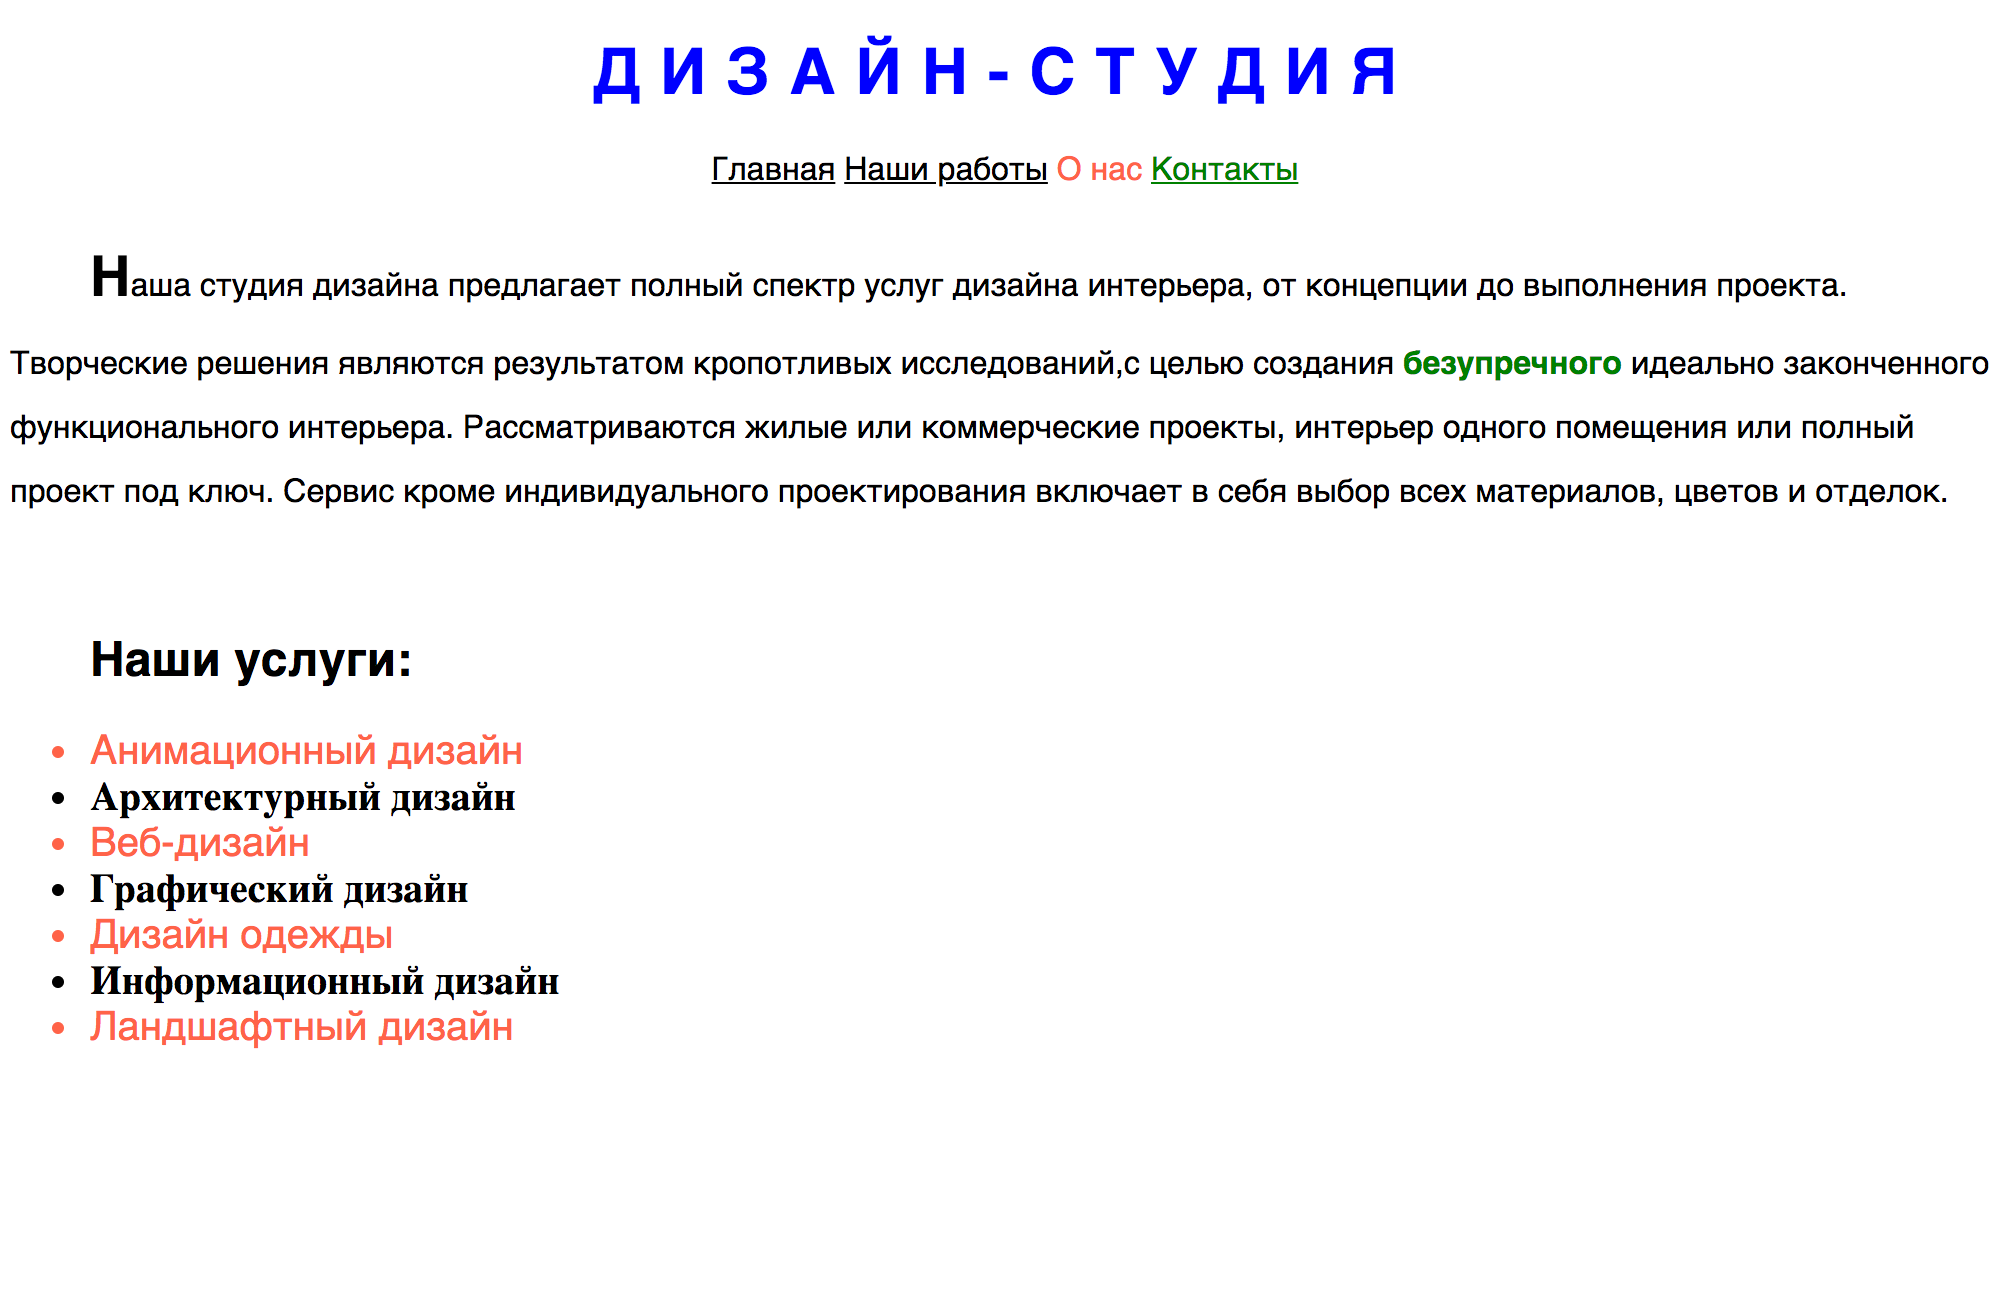 ДИЗАЙН-СТУДИЯ
Главная Наши работы О нас Контакты
Наша студия дизайна предлагает полный спектр услуг дизайна интерьера, от концепции до выполнения проекта.
Творческие решения являются результатом кропотливых исследований,с целью создания безупречного идеально законченного
функционального интерьера. Рассматриваются жилые или коммерческие проекты, интерьер одного помещения или полный
проект под ключ. Сервис кроме индивидуального проектирования включает в себя выбор всех материалов, цветов и отделок.
Наши услуги:
• Анимационный дизайн
• Архитектурный дизайн
• Веб-дизайн
• Графический дизайн
• Дизайн одежды
• Информационный дизайн
• Ландшафтный дизайн